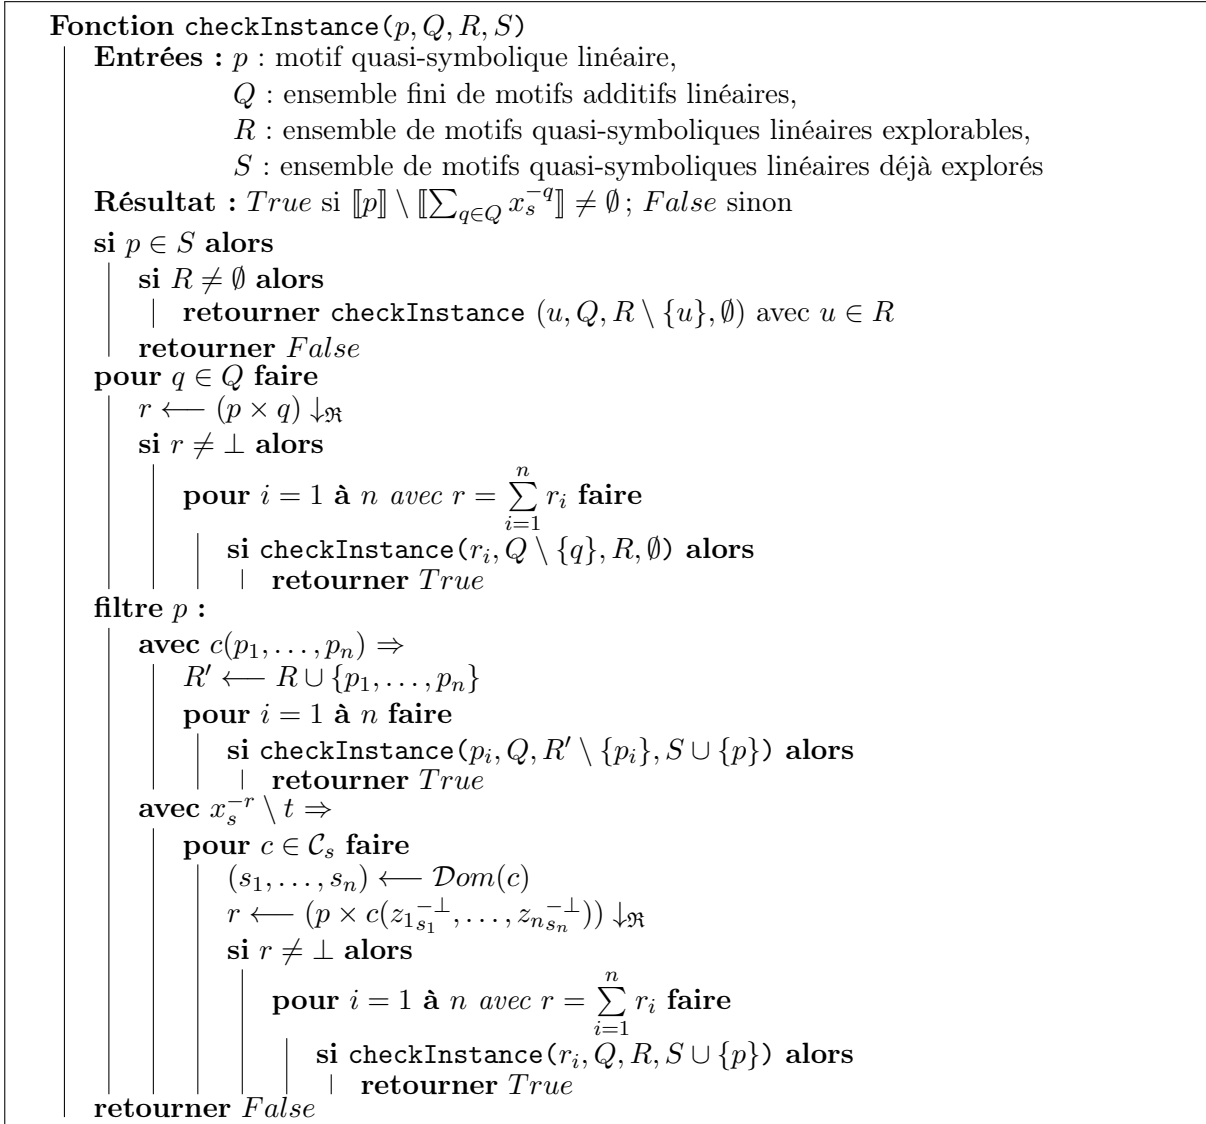 Fonction checkInstance(p, Q, R, S)
Entrées : p : motif quasi-symbolique linéaire,
Q : ensemble fini de motifs additifs linéaires,
R : ensemble de motifs quasi-symboliques linéaires explorables,
S : ensemble de motifs quasi-symboliques linéaires déjà explorés
Résultat : True si ⟦p⟧ \ ⟦∑_{q∈Q} x_s^{-q}⟧ ≠ ∅ ; False sinon
si p ∈ S alors
si R ≠ ∅ alors
retourner checkInstance (u, Q, R \ {u}, ∅) avec u ∈ R
retourner False
pour q ∈ Q faire
r ⟵ (p × q) ↓_ℜ
si r ≠ ⊥ alors
pour i = 1 à n avec r = ∑_{i=1}^{n} r_i faire
si checkInstance(r_i, Q \ {q}, R, ∅) alors
retourner True
filtre p :
avec c(p_1, . . . , p_n) ⇒
R′ ⟵ R ∪ {p_1, . . . , p_n}
pour i = 1 à n faire
si checkInstance(p_i, Q, R′ \ {p_i}, S ∪ {p}) alors
retourner True
avec x_s^{-r} \ t ⇒
pour c ∈ 𝒞_s faire
(s_1, . . . , s_n) ⟵ 𝒟om(c)
r ⟵ (p × c(z_1{}_{s_1}^{-⊥}, . . . , z_n{}_{s_n}^{-⊥})) ↓_ℜ
si r ≠ ⊥ alors
pour i = 1 à n avec r = ∑_{i=1}^{n} r_i faire
si checkInstance(r_i, Q, R, S ∪ {p}) alors
retourner True
retourner False